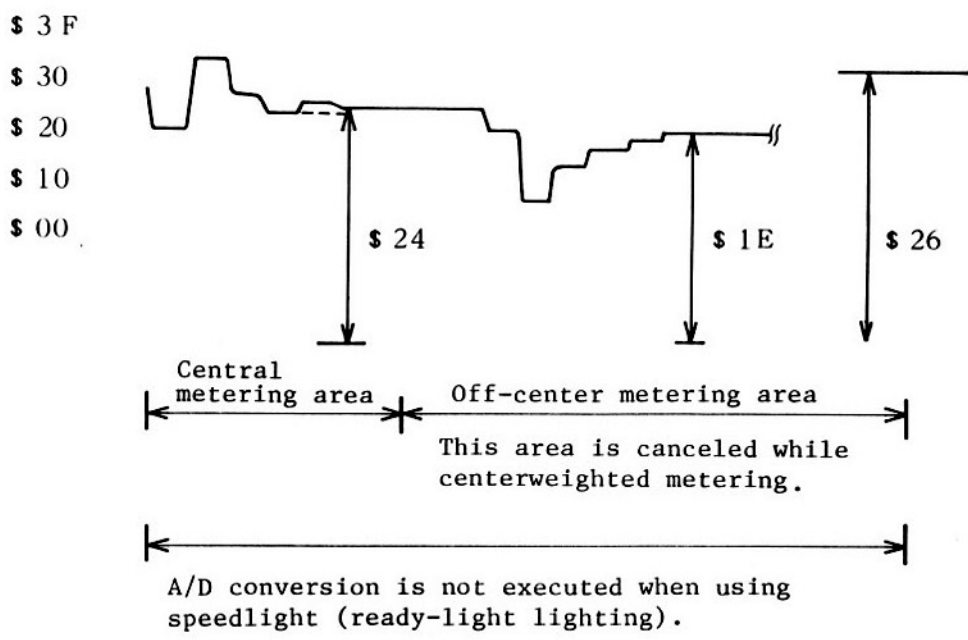 $ 3F
$ 30
$ 20
$ 10
$ 00
$ 24
$ 1E
$ 26
Central
metering area
Off-center metering area
This area is canceled while
centerweighted metering.
A/D conversion is not executed when using
speedlight (ready-light lighting).